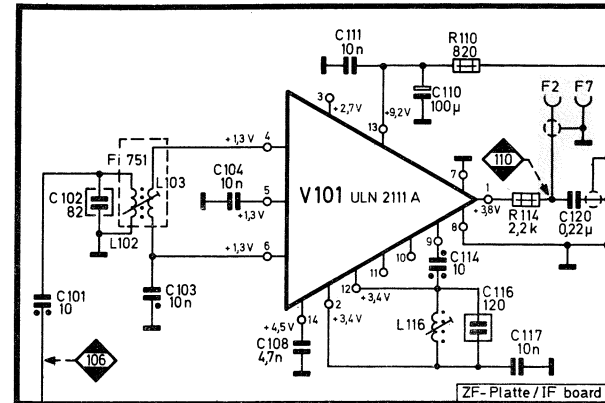 C111
10n
R110
820
F2 F7
3
+2,7V
+9,2V
13
C110
100µ
+1,3V 4
F 751
L103
C104
10n
5
+1,3V
V101 ULN 2111 A
110
7
1
+3,8V
R114
2,2k
C120
0,22µ
8
C102
82
L102
+1,3V 6
9
10
11
C114
10
12
+3,4V
C101
10
C103
10n
2
+3,4V
C116
120
L116
14
+4,5V
C108
4,7n
C117
10n
106
ZF-Platte/IF board